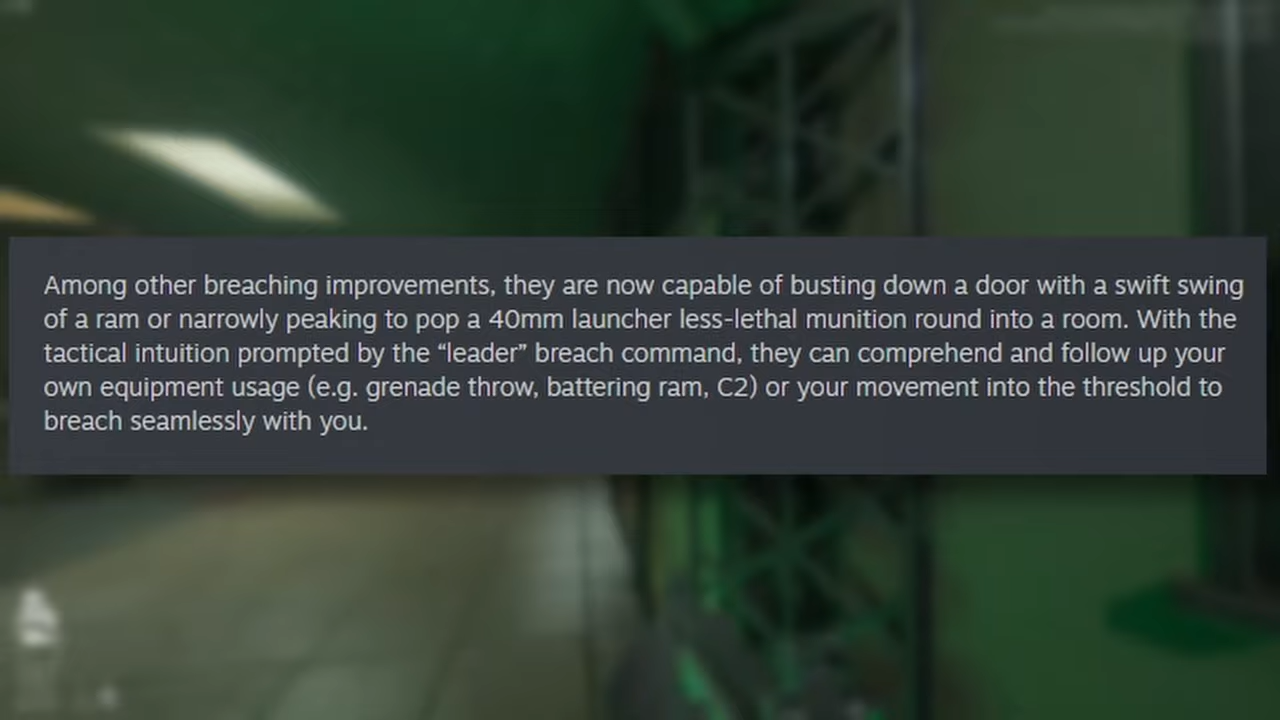 Among other breaching improvements, they are now capable of busting down a door with a swift swing
of a ram or narrowly peaking to pop a 40mm launcher less-lethal munition round into a room. With the
tactical intuition prompted by the “leader” breach command, they can comprehend and follow up your
own equipment usage (e.g. grenade throw, battering ram, C2) or your movement into the threshold to
breach seamlessly with you.